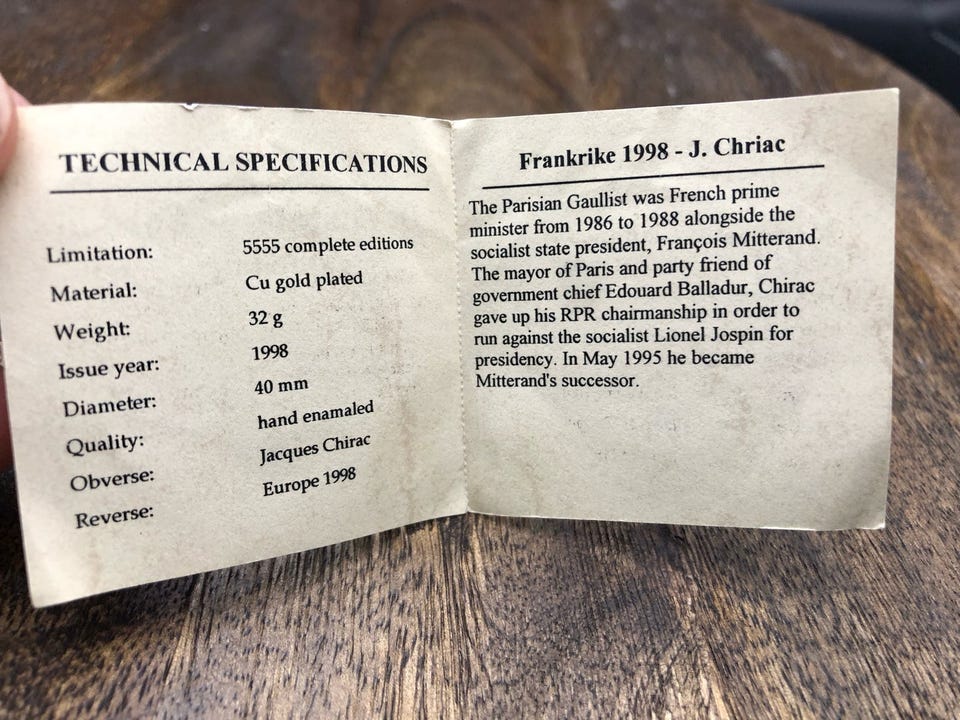 TECHNICAL SPECIFICATIONS
Limitation: 5555 complete editions
Material: Cu gold plated
Weight: 32 g
Issue year: 1998
Diameter: 40 mm
Quality: hand enamaled
Obverse: Jacques Chirac
Reverse: Europe 1998
Frankrike 1998 - J. Chriac
The Parisian Gaullist was French prime
minister from 1986 to 1988 alongside the
socialist state president, François Mitterand.
The mayor of Paris and party friend of
government chief Edouard Balladur, Chirac
gave up his RPR chairmanship in order to
run against the socialist Lionel Jospin for
presidency. In May 1995 he became
Mitterand's successor.